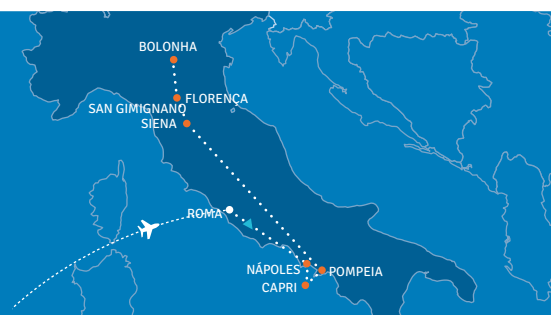 BOLONHA
FLORENÇA
SAN GIMIGNANO
SIENA
ROMA
NÁPOLES
POMPEIA
CAPRI